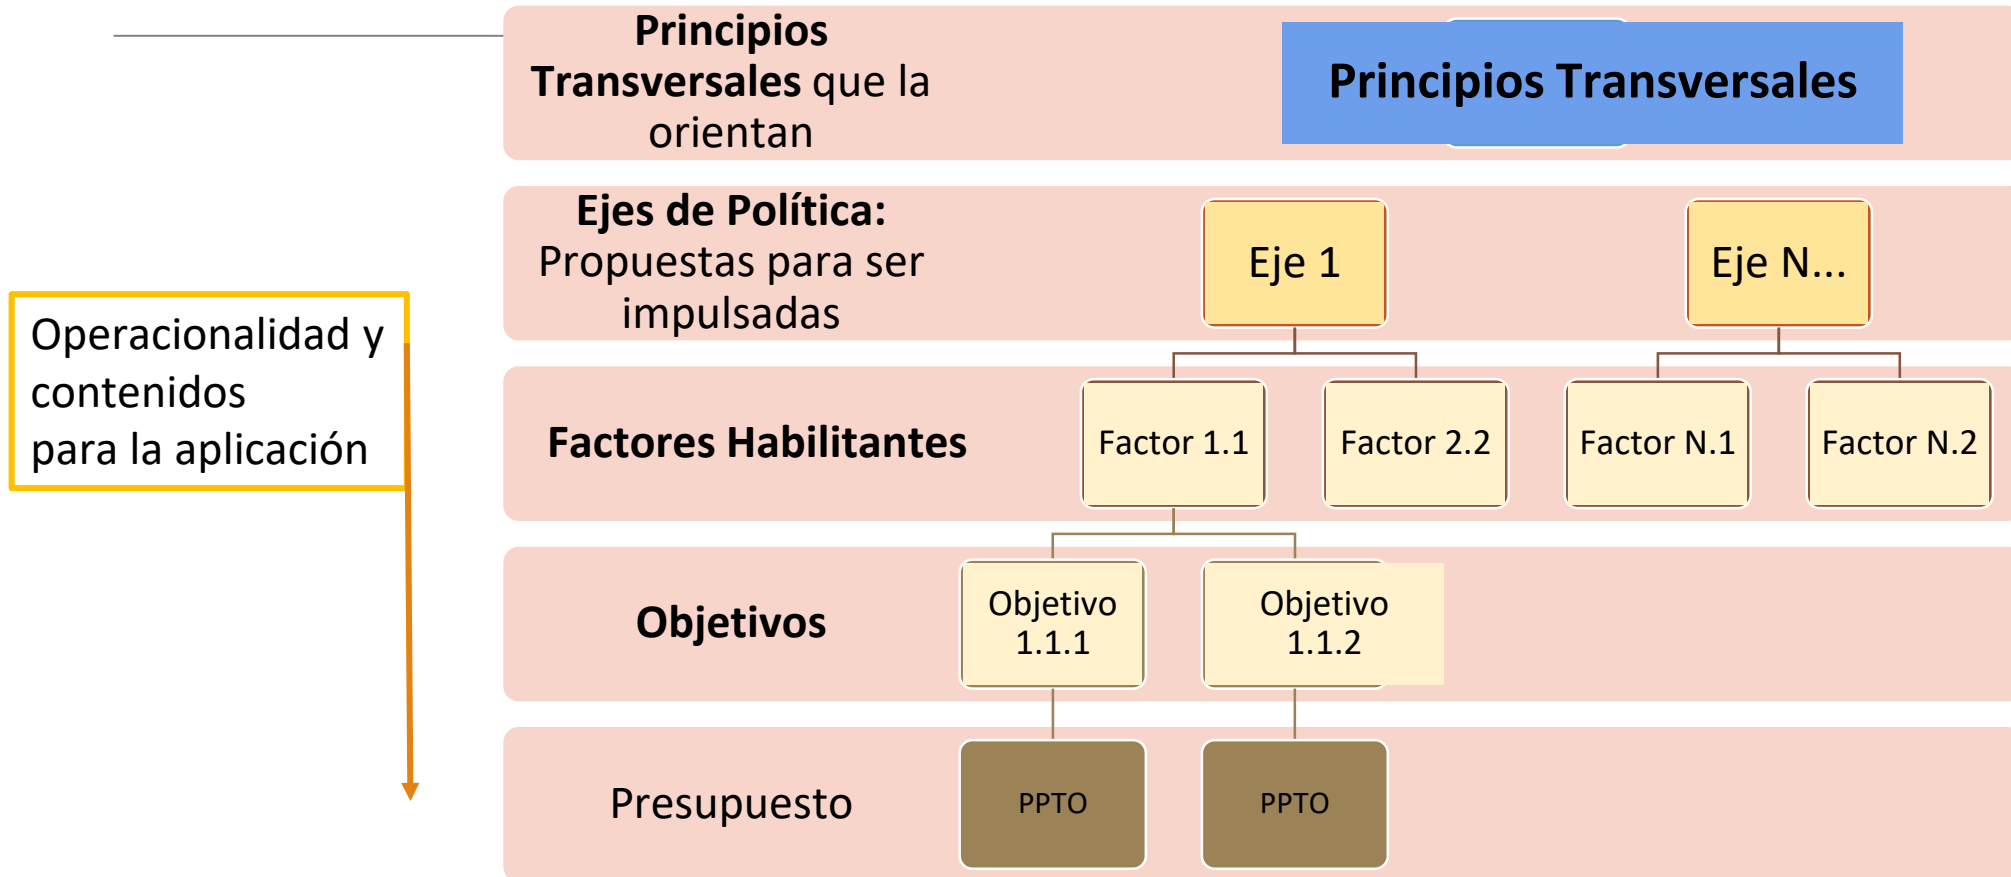 Principios
Transversales que la
orientan
Principios Transversales
Ejes de Política:
Propuestas para ser
impulsadas
Eje 1
Eje N...
Operacionalidad y
contenidos
para la aplicación
Factores Habilitantes
Factor 1.1
Factor 2.2
Factor N.1
Factor N.2
Objetivos
Objetivo
1.1.1
Objetivo
1.1.2
Presupuesto
PPTO
PPTO